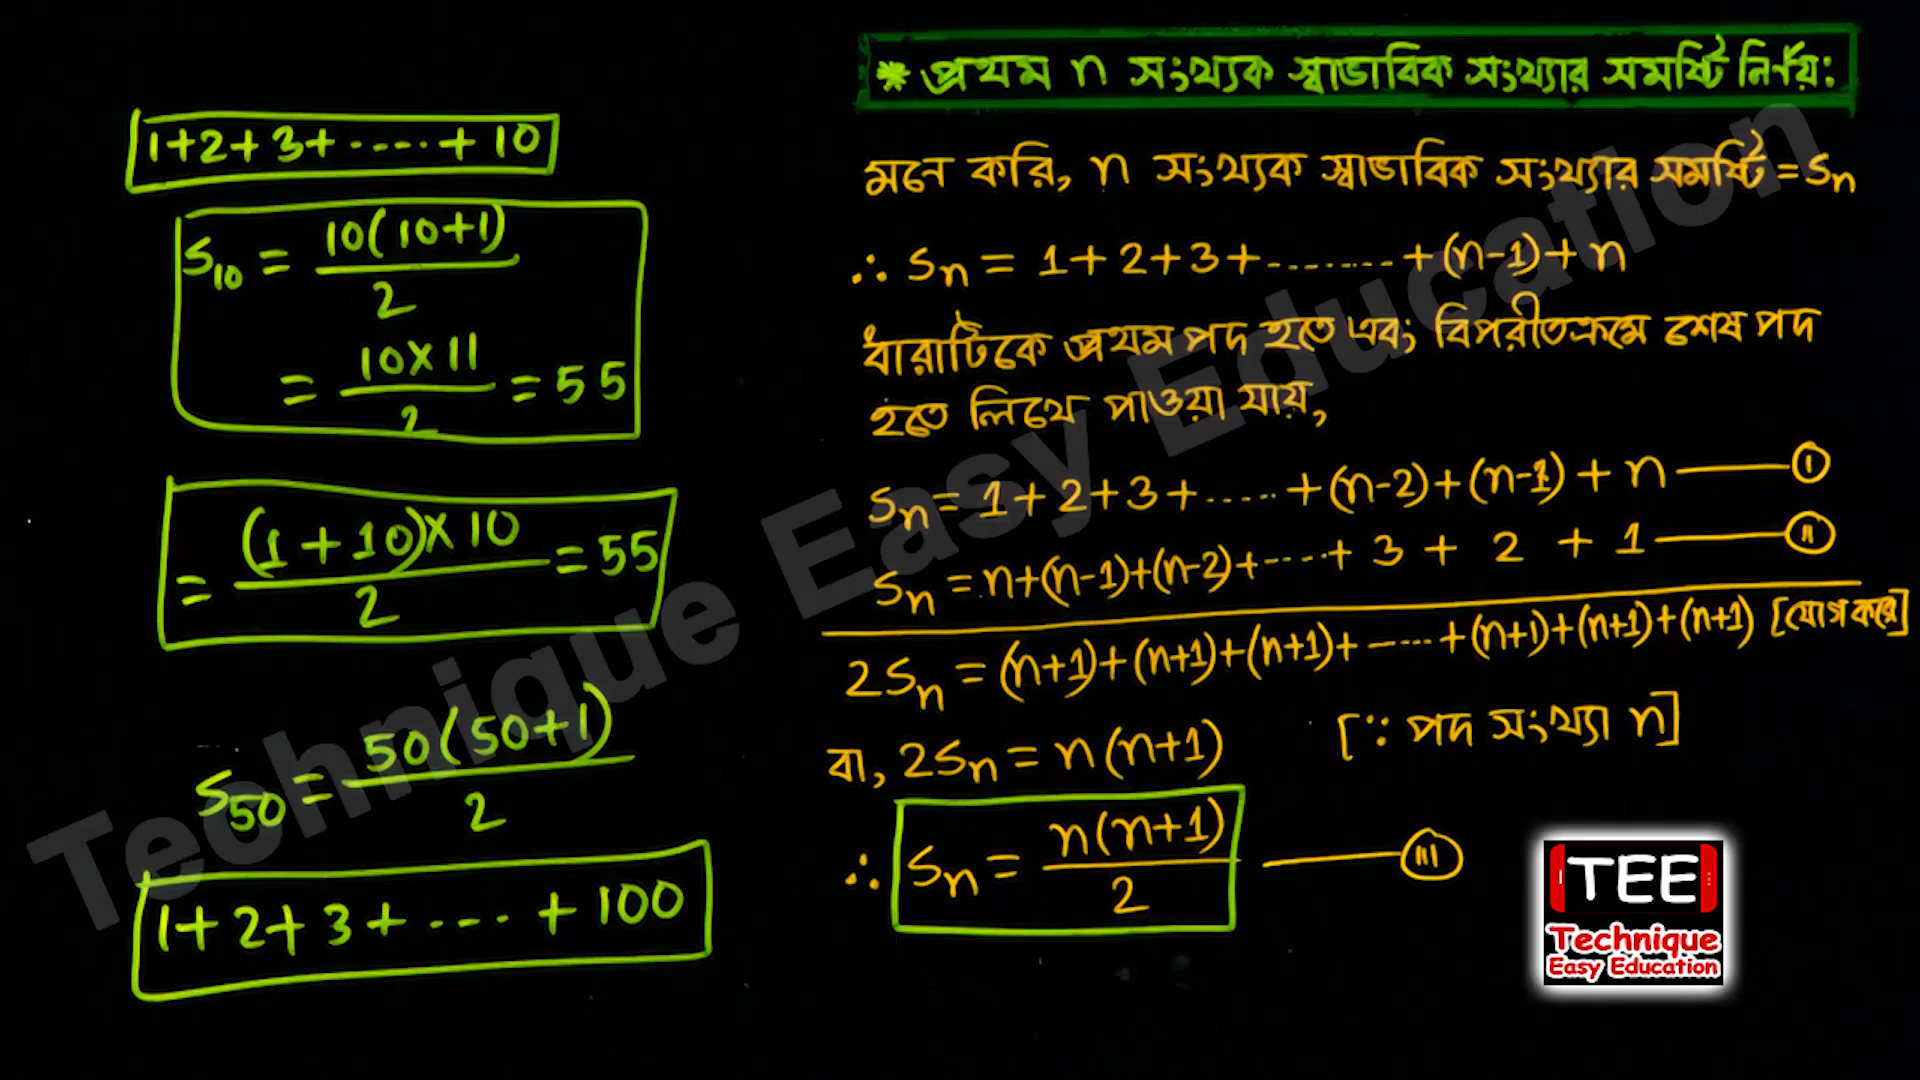 1+2+3+.....+ 10
S10 = 10(10+1)/2
= 10×11/2 = 55
= (1+10)×10/2 = 55
S50 = 50(50+1)/2
1+2+3+....+100
* প্রথম n সংখ্যক স্বাভাবিক সংখ্যার সমষ্টি নির্ণয়:
মনে করি, n সংখ্যক স্বাভাবিক সংখ্যার সমষ্টি = Sn
∴ Sn = 1+2+3+........+(n-1)+n
ধারাটিকে প্রথম পদ হতে এবং বিপরীতক্রমে শেষ পদ
হতে লিখে পাওয়া যায়,
Sn = 1+2+3+.....+(n-2)+(n-1)+n —— (i)
Sn = n+(n-1)+(n-2)+....+3+2+1 —— (ii)
2Sn = (n+1)+(n+1)+(n+1)+.....+(n+1)+(n+1)+(n+1) [যোগ করে]
বা, 2Sn = n(n+1) [∵ পদ সংখ্যা n]
∴ Sn = n(n+1)/2 —— (iii)
TEE
Technique
Easy Education
Technique Easy Education